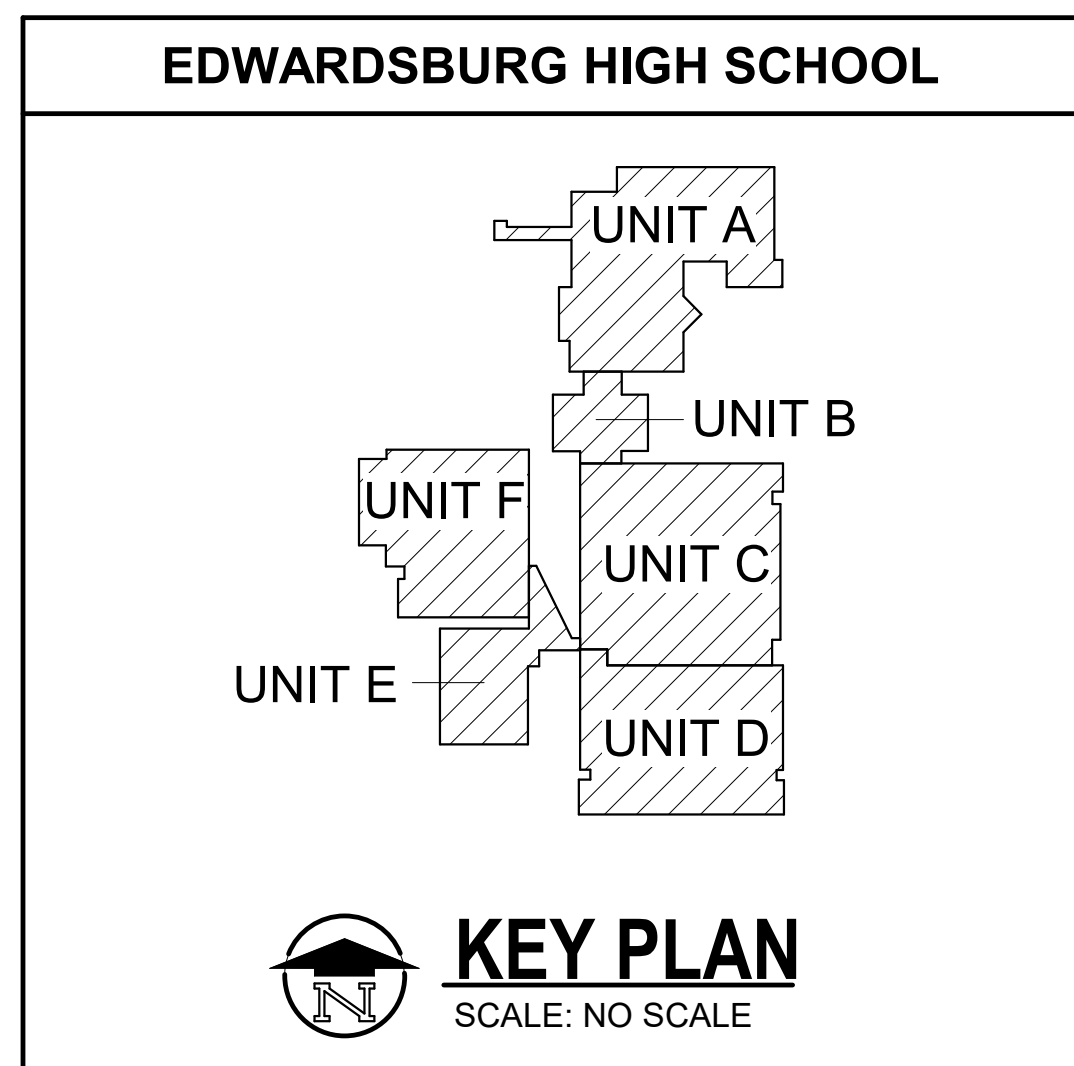 EDWARDSBURG HIGH SCHOOL
UNIT A
UNIT B
UNIT F
UNIT C
UNIT E
UNIT D
N
KEY PLAN
SCALE: NO SCALE